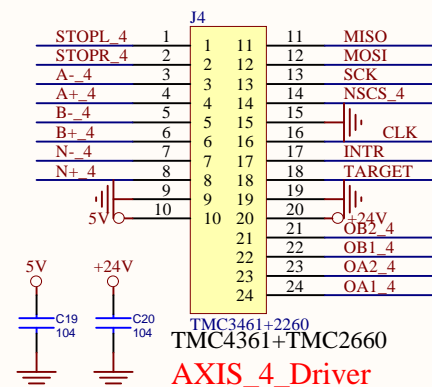 J4
STOPL_4 1 1 11 11 MISO
STOPR_4 2 2 12 12 MOSI
A-_4 3 3 13 13 SCK
A+_4 4 4 14 14 NSCS_4
B-_4 5 5 15 15
B+_4 6 6 16 16 CLK
N-_4 7 7 17 17 INTR
N+_4 8 8 18 18 TARGET
9 9 19 19
5V 10 10 20 20 +24V
21 21 OB2_4
22 22 OB1_4
23 23 OA2_4
24 24 OA1_4
5V +24V
C19 C20
104 104
TMC3461+2260
TMC4361+TMC2660
AXIS_4_Driver